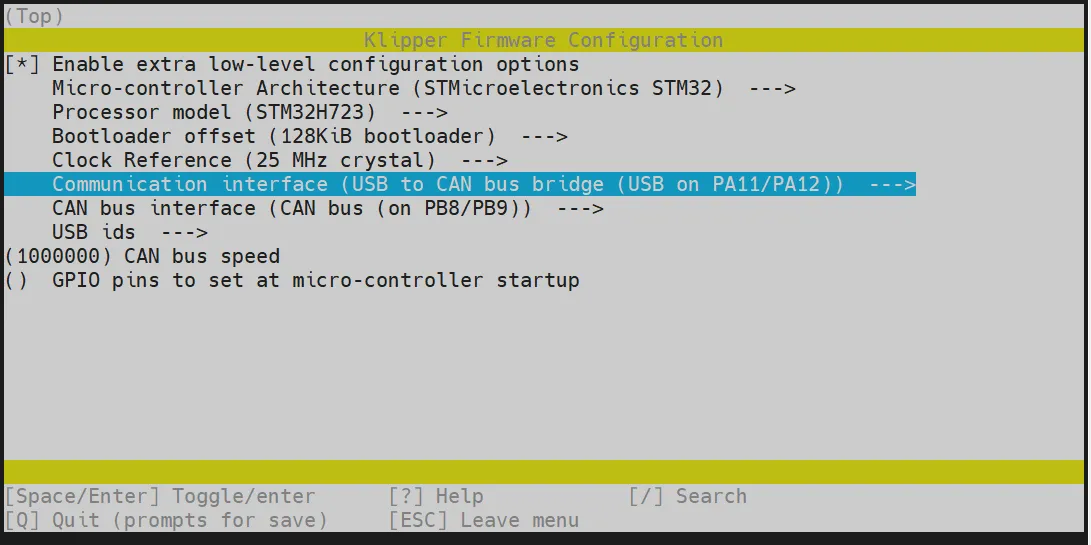 (Top)
Klipper Firmware Configuration
[*] Enable extra low-level configuration options
Micro-controller Architecture (STMicroelectronics STM32)  --->
Processor model (STM32H723)  --->
Bootloader offset (128KiB bootloader)  --->
Clock Reference (25 MHz crystal)  --->
Communication interface (USB to CAN bus bridge (USB on PA11/PA12))  --->
CAN bus interface (CAN bus (on PB8/PB9))  --->
USB ids  --->
(1000000) CAN bus speed
()  GPIO pins to set at micro-controller startup
[Space/Enter] Toggle/enter      [?] Help            [/] Search
[Q] Quit (prompts for save)     [ESC] Leave menu